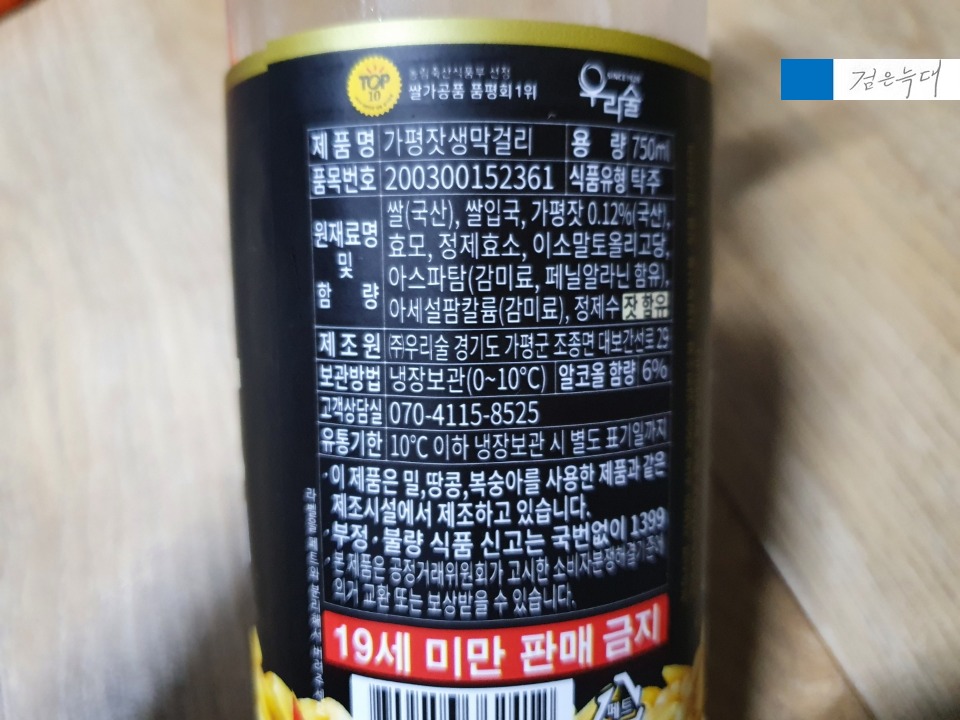 검은늑대
TOP 10
농림축산식품부 선정
쌀가공품 품평회 1위
우리술
제품명 가평잣생막걸리 용량 750ml
품목번호 200300152361 식품유형 탁주
원재료명 및 함량 쌀(국산), 쌀입국, 가평잣 0.12%(국산),
효모, 정제효소, 이소말토올리고당,
아스파탐(감미료, 페닐알라닌 함유),
아세설팜칼륨(감미료), 정제수 잣 함유
제조원 (주)우리술 경기도 가평군 조종면 대보간선로 29
보관방법 냉장보관(0~10°C) 알코올 함량 6%
고객상담실 070-4115-8525
유통기한 10°C 이하 냉장보관 시 별도 표기일까지
·이 제품은 밀,땅콩,복숭아를 사용한 제품과 같은
제조시설에서 제조하고 있습니다.
·부정·불량 식품 신고는 국번없이 1399
·본 제품은 공정거래위원회가 고시한 소비자분쟁해결기준에
의거 교환 또는 보상받을 수 있습니다.
19세 미만 판매 금지
페트